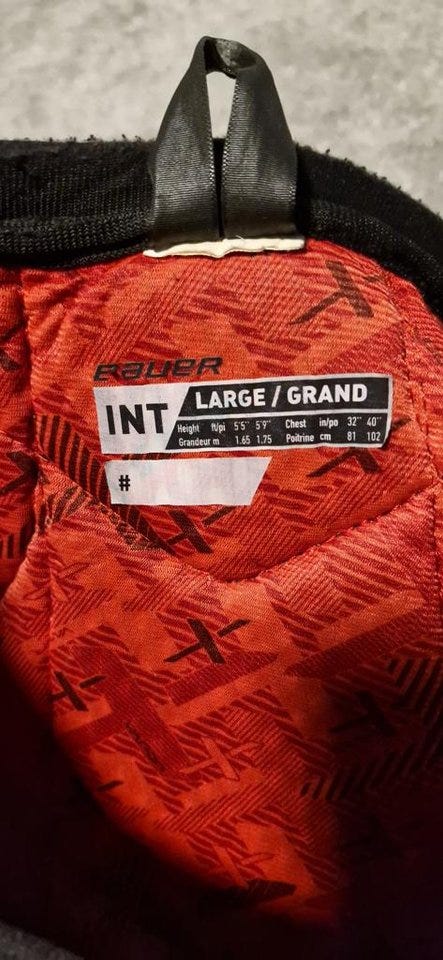 BAUER
INT LARGE / GRAND
Height ft/pi 5'5" 5'9" Chest in/po 32" 40"
Grandeur m 1.65 1.75 Poitrine cm 81 102
#